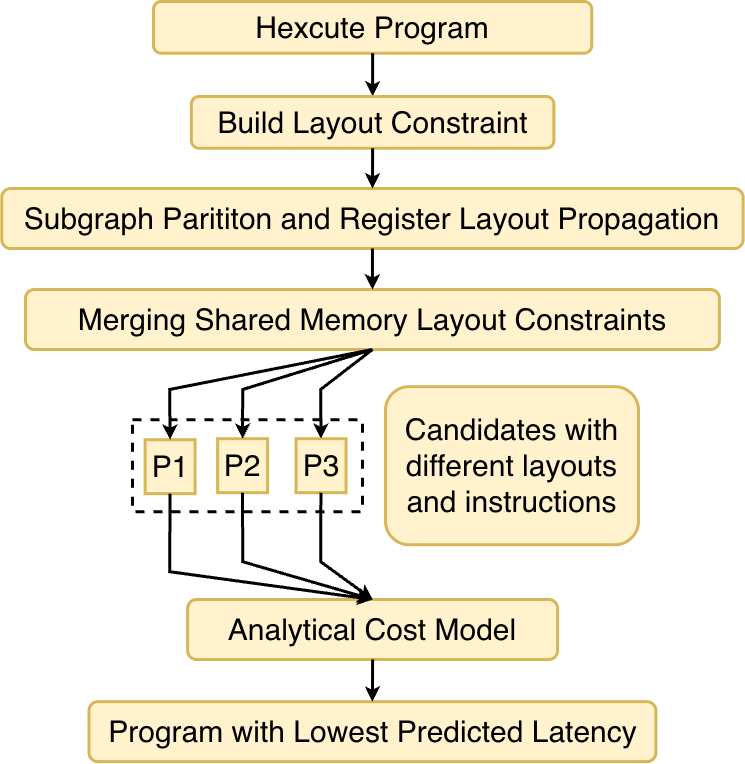 Hexcute Program
Build Layout Constraint
Subgraph Parititon and Register Layout Propagation
Merging Shared Memory Layout Constraints
P1 P2 P3
Candidates with
different layouts
and instructions
Analytical Cost Model
Program with Lowest Predicted Latency